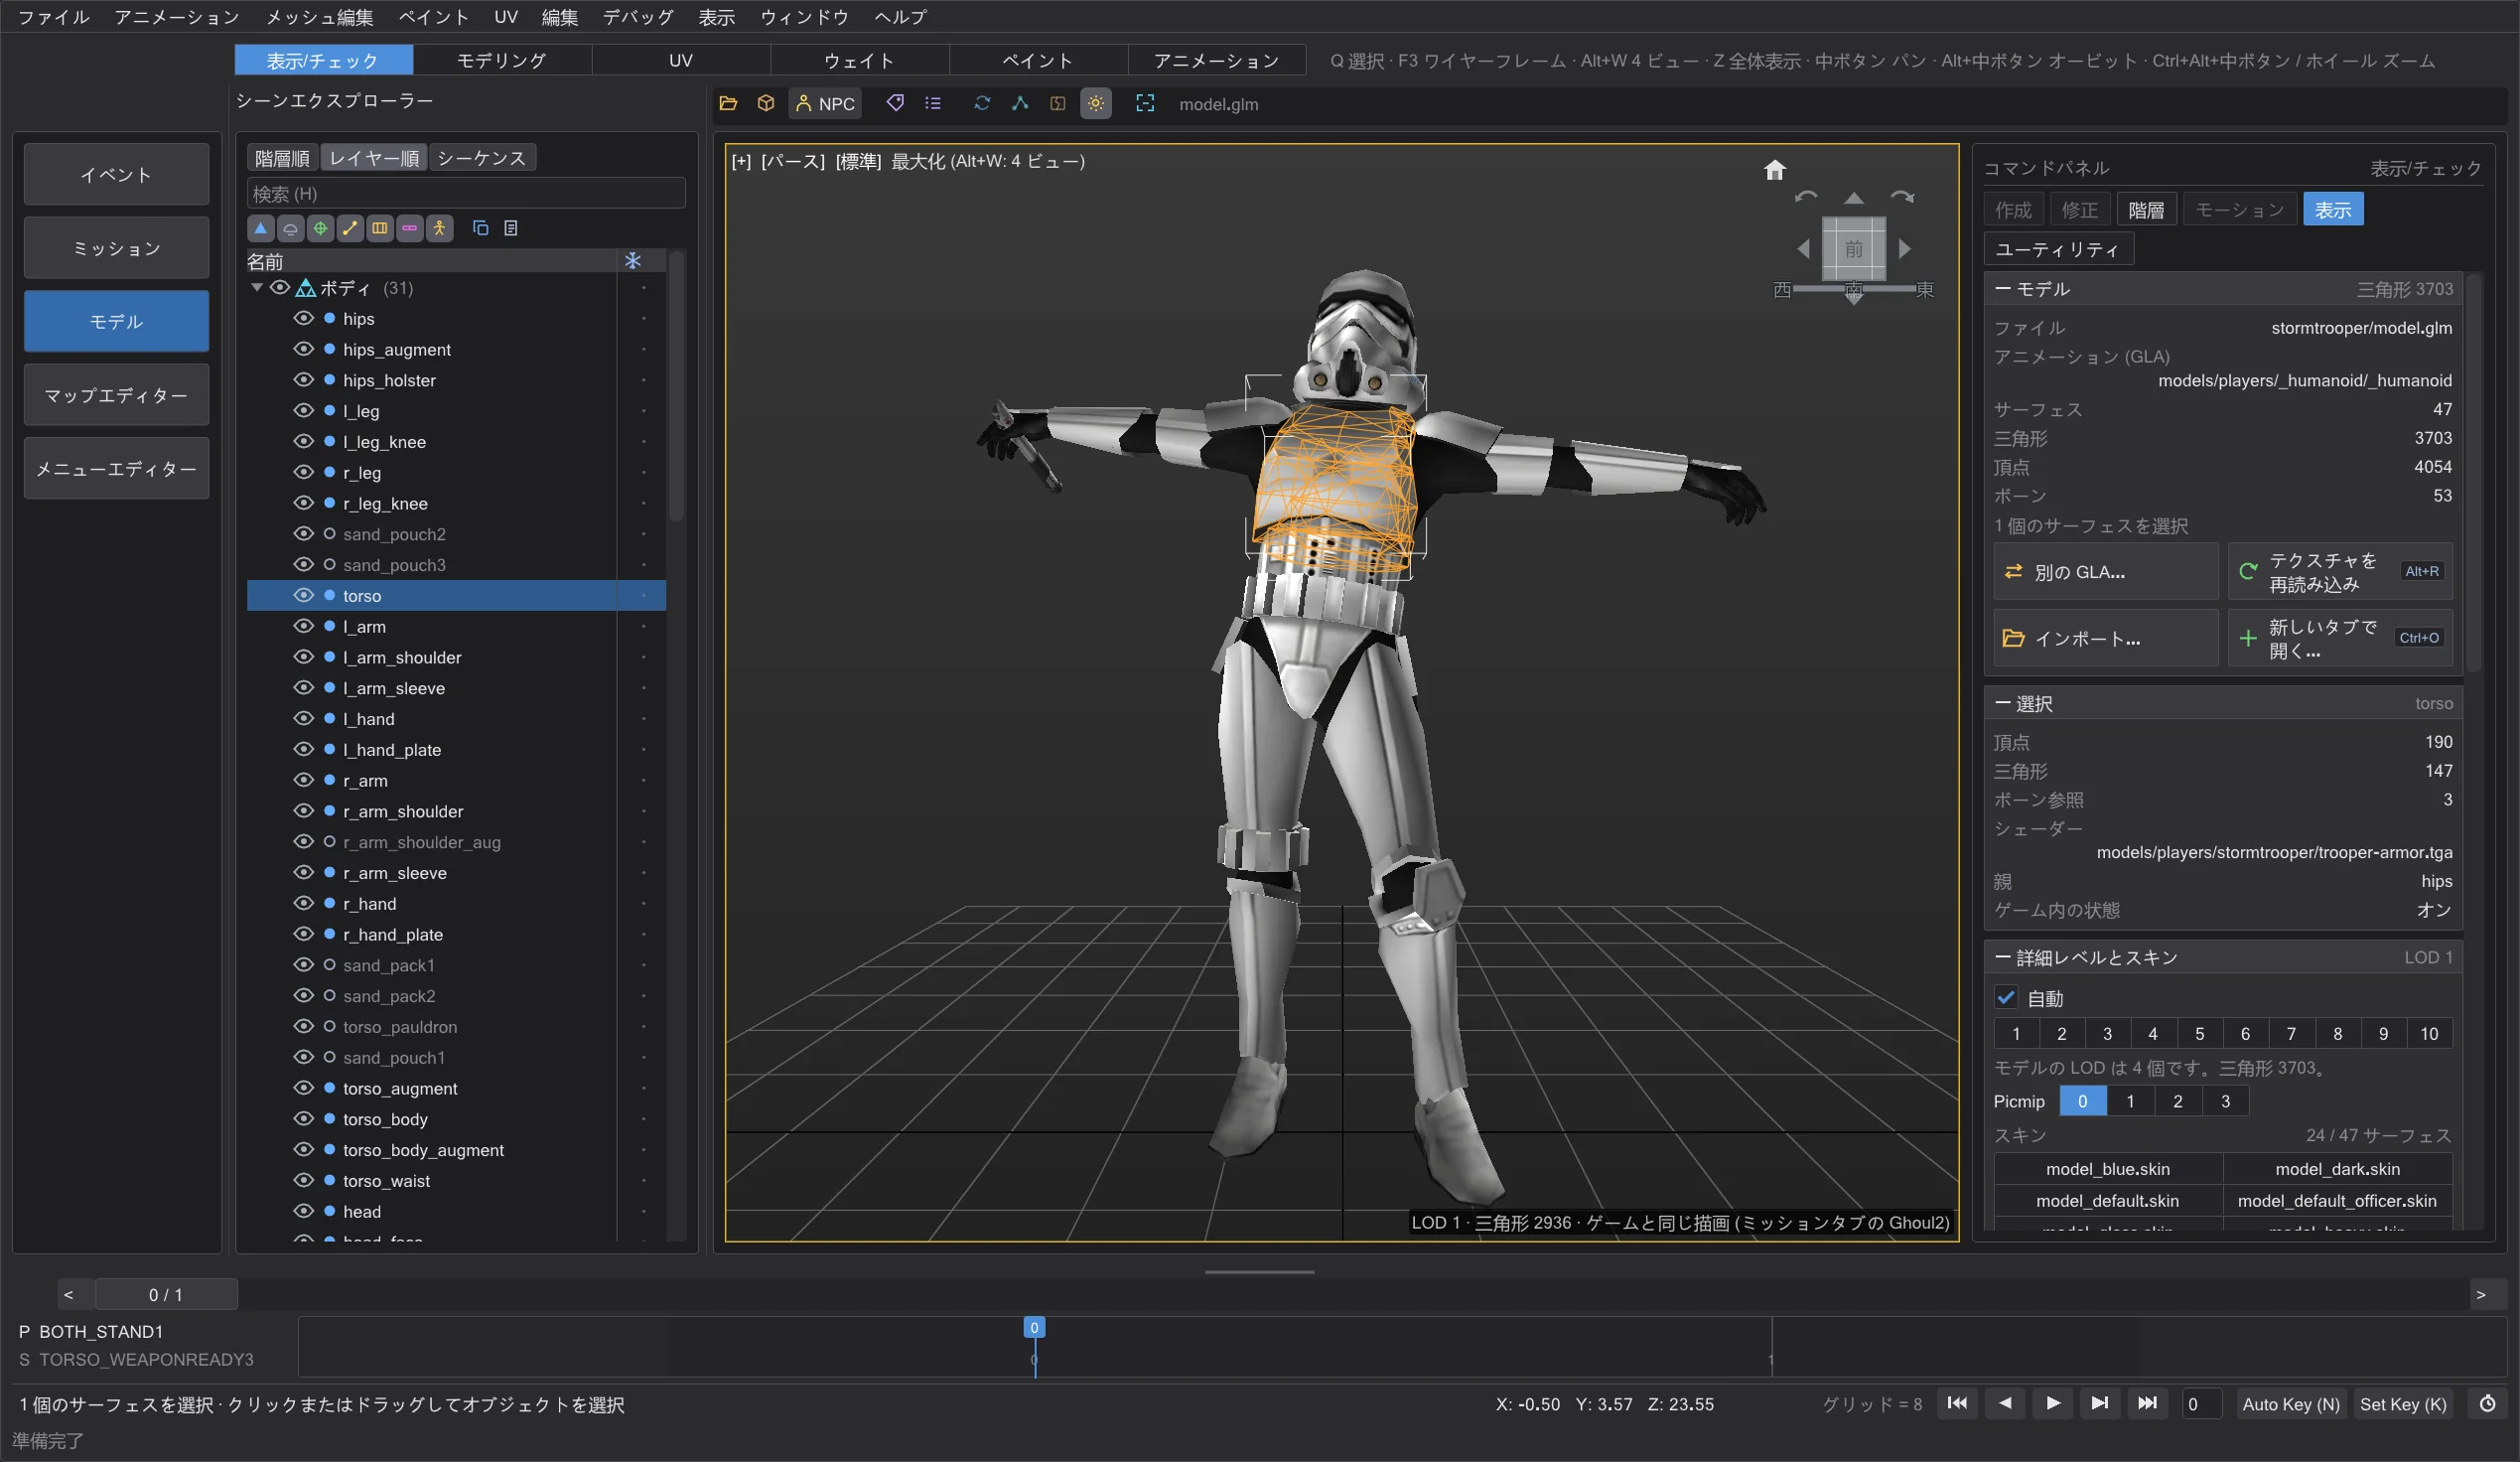 ファイル アニメーション メッシュ編集 ペイント UV 編集 デバッグ 表示 ウィンドウ ヘルプ
表示/チェック モデリング UV ウェイト ペイント アニメーション Q 選択 · F3 ワイヤーフレーム · Alt+W 4 ビュー · Z 全体表示 · 中ボタン パン · Alt+中ボタン オービット · Ctrl+Alt+中ボタン / ホイール ズーム
シーンエクスプローラー
NPC model.glm
イベント
ミッション
モデル
マップエディター
メニューエディター
階層順 レイヤー順 シーケンス
検索 (H)
名前
ボディ (31)
hips
hips_augment
hips_holster
l_leg
l_leg_knee
r_leg
r_leg_knee
sand_pouch2
sand_pouch3
torso
l_arm
l_arm_shoulder
l_arm_sleeve
l_hand
l_hand_plate
r_arm
r_arm_shoulder
r_arm_shoulder_aug
r_arm_sleeve
r_hand
r_hand_plate
sand_pack1
sand_pack2
torso_pauldron
sand_pouch1
torso_augment
torso_body
torso_body_augment
torso_waist
head
[+] [パース] [標準] 最大化 (Alt+W: 4 ビュー)
前
西 南 東
LOD 1 · 三角形 2936 · ゲームと同じ描画 (ミッションタブの Ghoul2)
コマンドパネル 表示/チェック
作成 修正 階層 モーション 表示
ユーティリティ
モデル 三角形 3703
ファイル stormtrooper/model.glm
アニメーション (GLA)
models/players/_humanoid/_humanoid
サーフェス 47
三角形 3703
頂点 4054
ボーン 53
1 個のサーフェスを選択
別の GLA...
テクスチャを再読み込み Alt+R
インポート...
新しいタブで開く... Ctrl+O
選択 torso
頂点 190
三角形 147
ボーン参照 3
シェーダー
models/players/stormtrooper/trooper-armor.tga
親 hips
ゲーム内の状態 オン
詳細レベルとスキン LOD 1
自動
1 2 3 4 5 6 7 8 9 10
モデルの LOD は 4 個です。三角形 3703。
Picmip 0 1 2 3
スキン 24 / 47 サーフェス
model_blue.skin model_dark.skin
model_default.skin model_default_officer.skin
< 0 / 1 >
P BOTH_STAND1
S TORSO_WEAPONREADY3
0
0 1
1 個のサーフェスを選択 · クリックまたはドラッグしてオブジェクトを選択 X: -0.50 Y: 3.57 Z: 23.55 グリッド = 8 0 Auto Key (N) Set Key (K)
準備完了